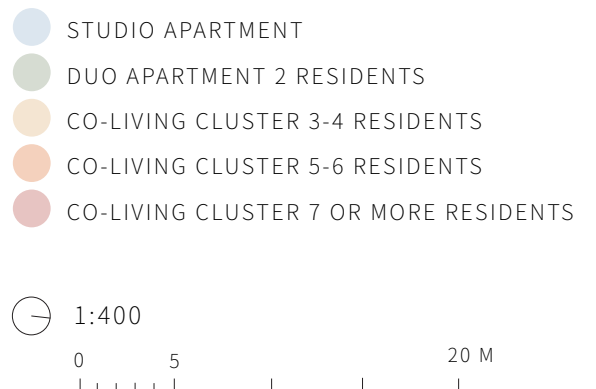 STUDIO APARTMENT
DUO APARTMENT 2 RESIDENTS
CO-LIVING CLUSTER 3-4 RESIDENTS
CO-LIVING CLUSTER 5-6 RESIDENTS
CO-LIVING CLUSTER 7 OR MORE RESIDENTS
1:400
0 5 20 M